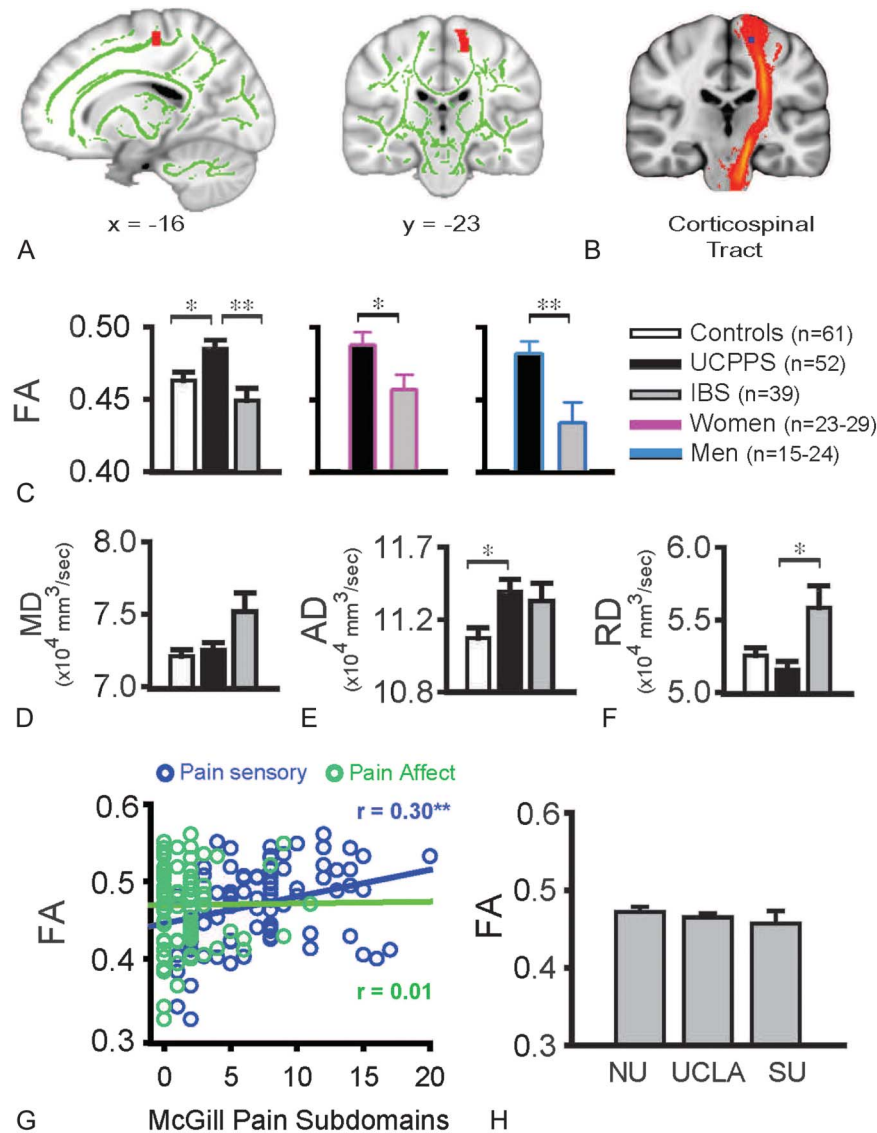 x = -16
y = -23
Corticospinal
Tract
A
B
* **
*
**
FA
0.50
0.45
0.40
Controls (n=61)
UCPPS (n=52)
IBS (n=39)
Women (n=23-29)
Men (n=15-24)
C
MD
(x10⁴ mm³/sec)
8.0
7.5
7.0
D
AD
(x10⁴ mm³/sec)
11.7
11.2
10.8
*
E
RD
(x10⁴ mm³/sec)
6.0
5.5
5.0
*
F
Pain sensory Pain Affect
FA
0.6
0.5
0.4
0.3
r = 0.30**
r = 0.01
0 5 10 15 20
G
McGill Pain Subdomains
FA
0.6
0.5
0.4
0.3
NU UCLA SU
H